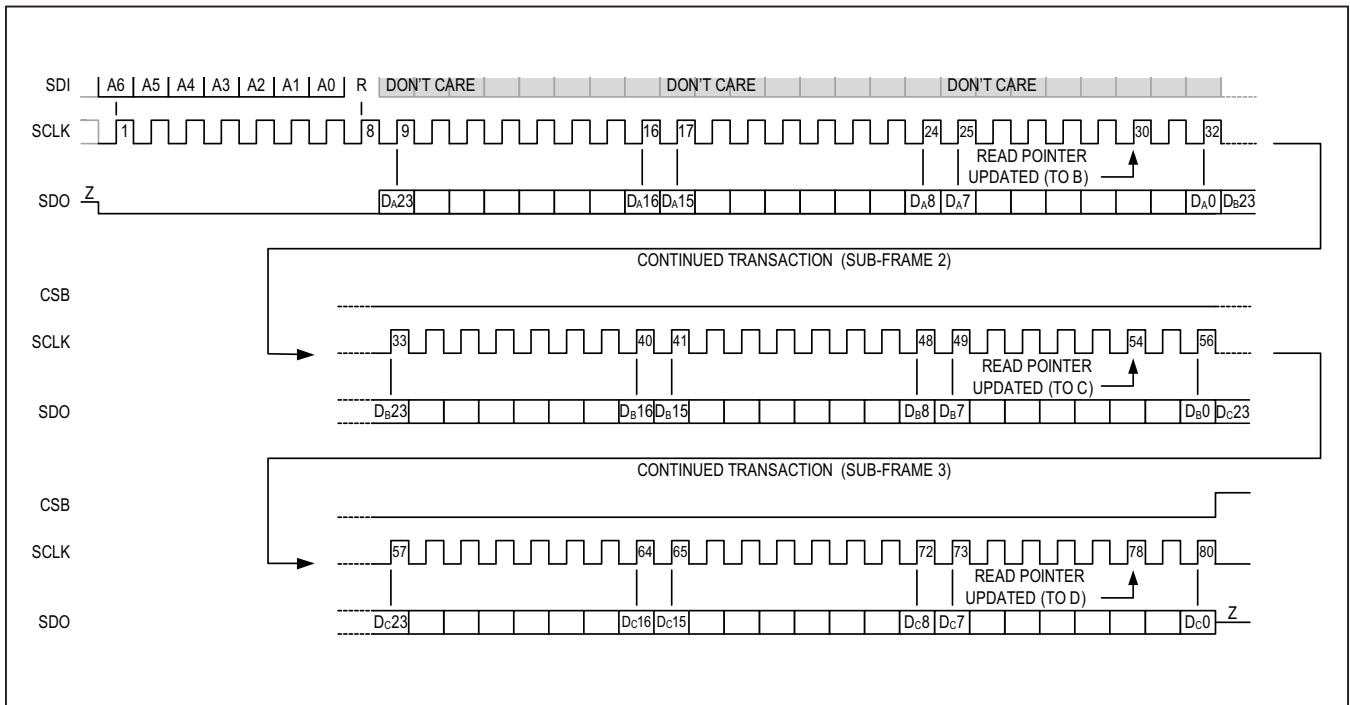 SDI A6 A5 A4 A3 A2 A1 A0 R DON'T CARE DON'T CARE DON'T CARE
SCLK 1 8 9 16 17 24 25 30 32
READ POINTER
UPDATED (TO B)
SDO Z DA23 DA16 DA15 DA8 DA7 DA0 DB23
CONTINUED TRANSACTION (SUB-FRAME 2)
CSB
SCLK 33 40 41 48 49 54 56
READ POINTER
UPDATED (TO C)
SDO DB23 DB16 DB15 DB8 DB7 DB0 DC23
CONTINUED TRANSACTION (SUB-FRAME 3)
CSB
SCLK 57 64 65 72 73 78 80
READ POINTER
UPDATED (TO D)
SDO DC23 DC16 DC15 DC8 DC7 DC0 Z